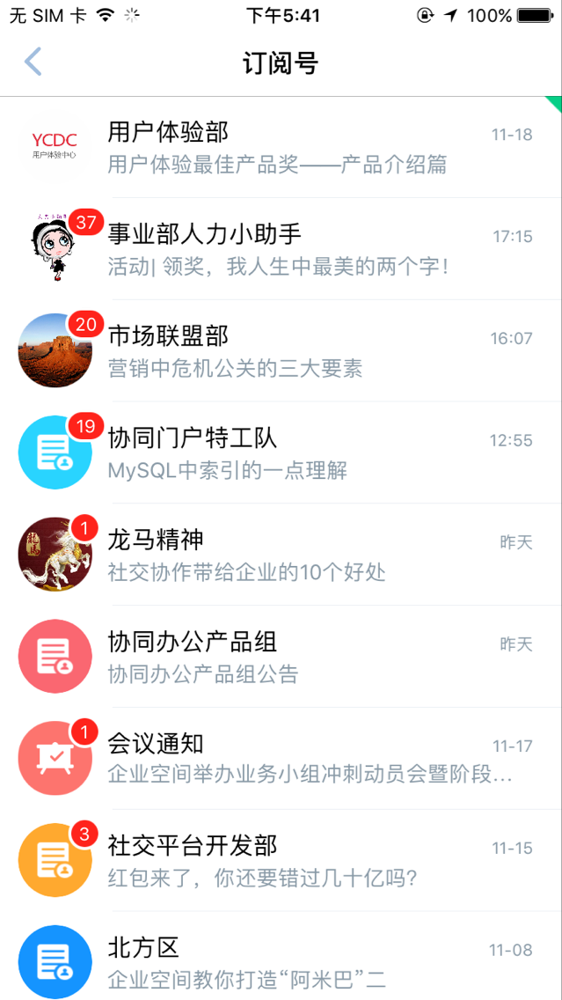 无 SIM 卡
下午5:41
100%
订阅号
YCDC
用户体验中心
用户体验部
11-18
用户体验最佳产品奖——产品介绍篇
人力小助手
37
事业部人力小助手
17:15
活动| 领奖，我人生中最美的两个字！
20
市场联盟部
16:07
营销中危机公关的三大要素
19
协同门户特工队
12:55
MySQL中索引的一点理解
1
龙马精神
昨天
社交协作带给企业的10个好处
协同办公产品组
昨天
协同办公产品组公告
1
会议通知
11-17
企业空间举办业务小组冲刺动员会暨阶段...
3
社交平台开发部
11-15
红包来了，你还要错过几十亿吗？
北方区
11-08
企业空间教你打造“阿米巴”二